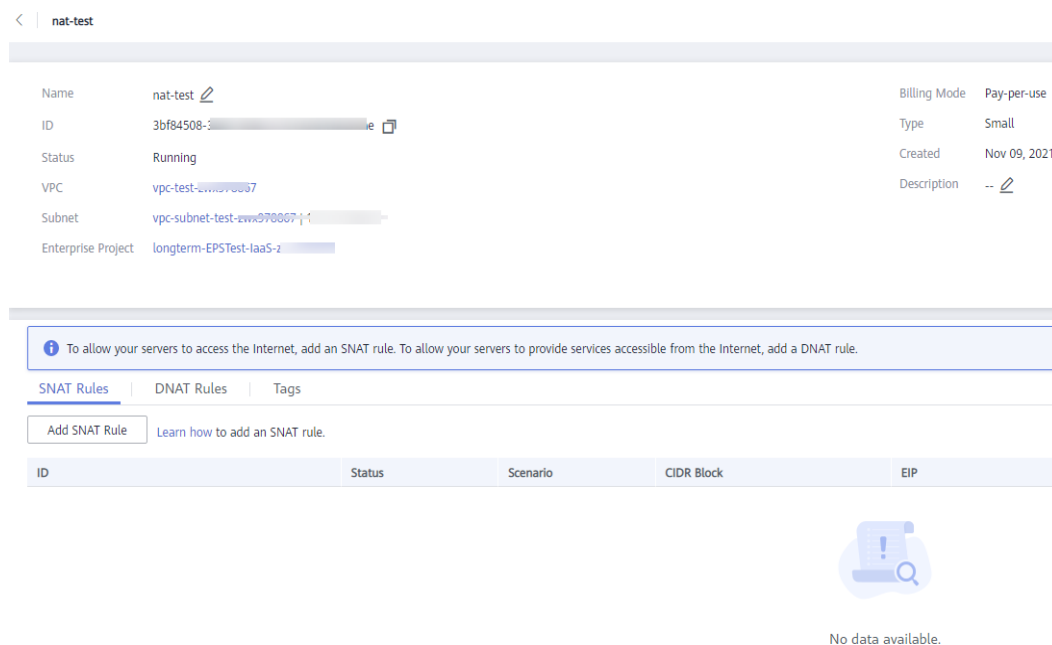 nat-test
Name nat-test Billing Mode Pay-per-use
ID 3bf84508- e Type Small
Status Running Created Nov 09, 2021
VPC vpc-test- Description --
Subnet vpc-subnet-test-
Enterprise Project longterm-EPSTest-IaaS-z
To allow your servers to access the Internet, add an SNAT rule. To allow your servers to provide services accessible from the Internet, add a DNAT rule.
SNAT Rules DNAT Rules Tags
Add SNAT Rule Learn how to add an SNAT rule.
ID Status Scenario CIDR Block EIP
No data available.